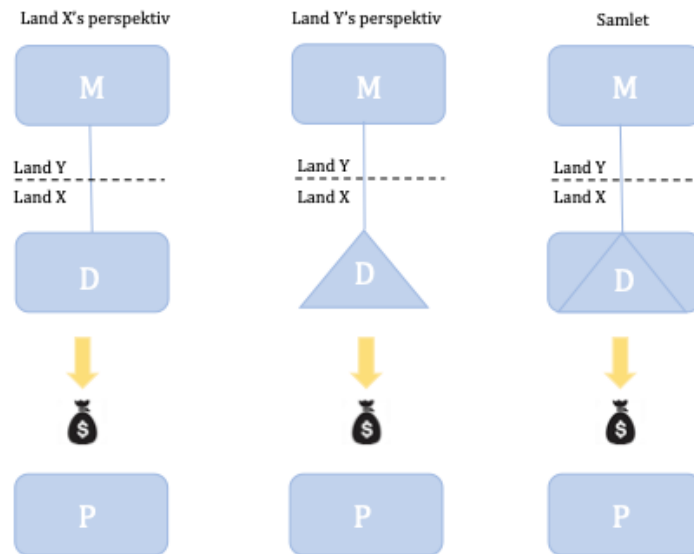 Land X's perspektiv
Land Y's perspektiv
Samlet
M
M
M
Land Y
Land Y
Land Y
Land X
Land X
Land X
D
D
D
$
$
$
P
P
P